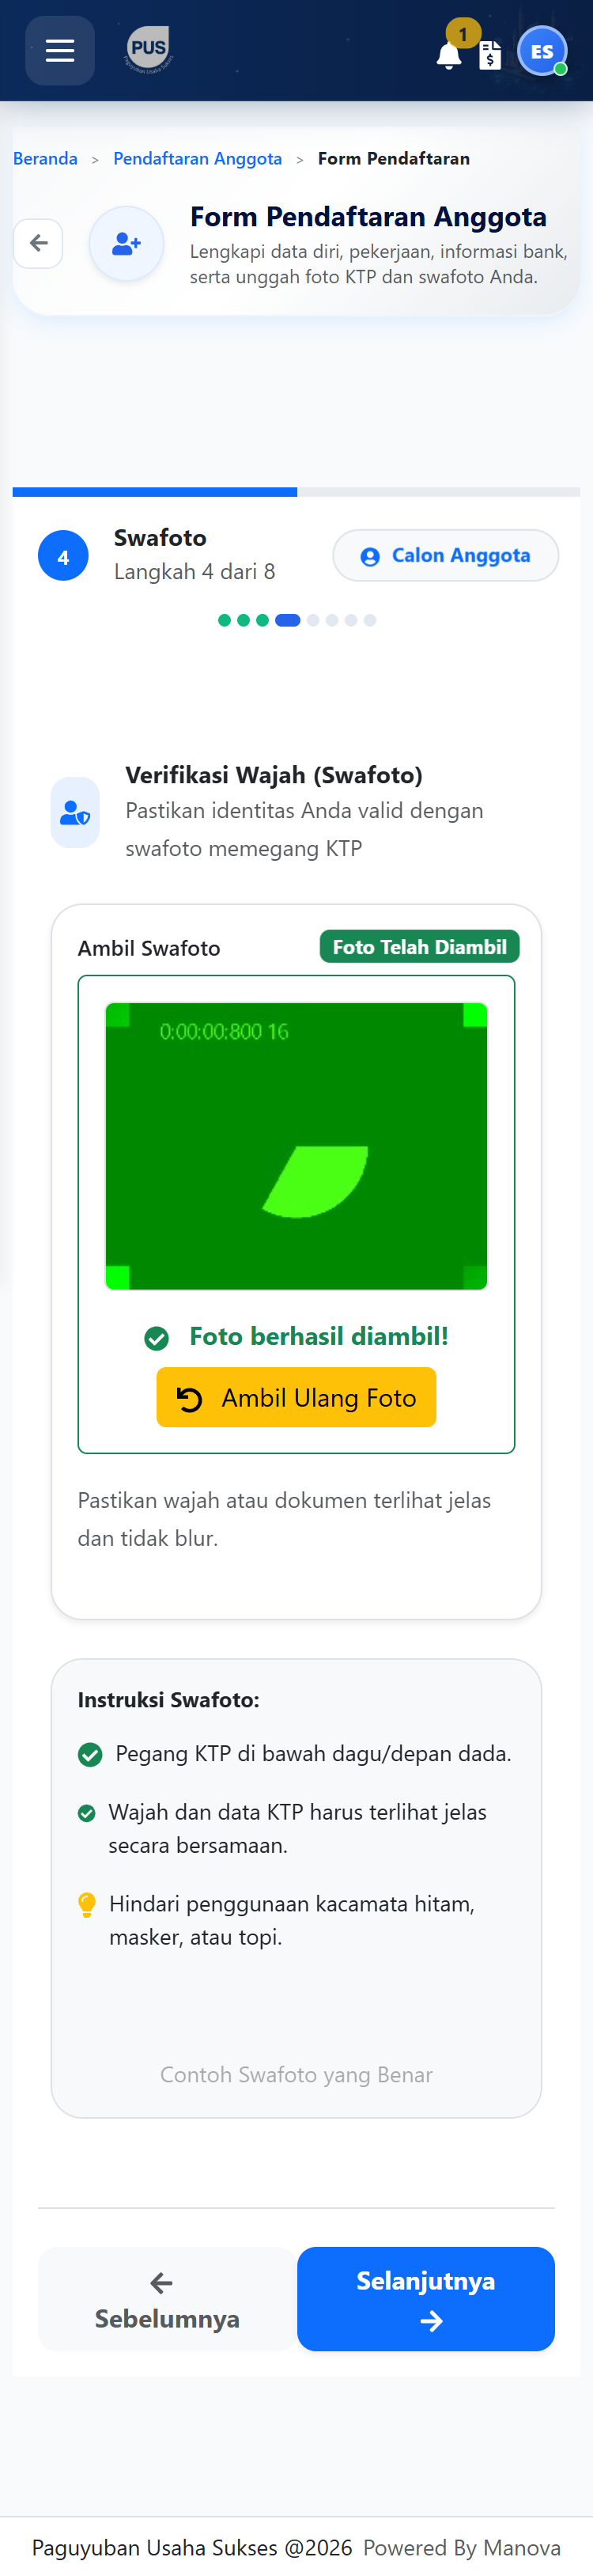 PUS
Paguyuban Usaha Sukses
1
ES
Beranda > Pendaftaran Anggota > Form Pendaftaran
Form Pendaftaran Anggota
Lengkapi data diri, pekerjaan, informasi bank,
serta unggah foto KTP dan swafoto Anda.
4
Swafoto
Langkah 4 dari 8
Calon Anggota
Verifikasi Wajah (Swafoto)
Pastikan identitas Anda valid dengan
swafoto memegang KTP
Ambil Swafoto
Foto Telah Diambil
0:00:00:800 16
Foto berhasil diambil!
Ambil Ulang Foto
Pastikan wajah atau dokumen terlihat jelas
dan tidak blur.
Instruksi Swafoto:
Pegang KTP di bawah dagu/depan dada.
Wajah dan data KTP harus terlihat jelas
secara bersamaan.
Hindari penggunaan kacamata hitam,
masker, atau topi.
Contoh Swafoto yang Benar
Sebelumnya
Selanjutnya
Paguyuban Usaha Sukses @2026 Powered By Manova